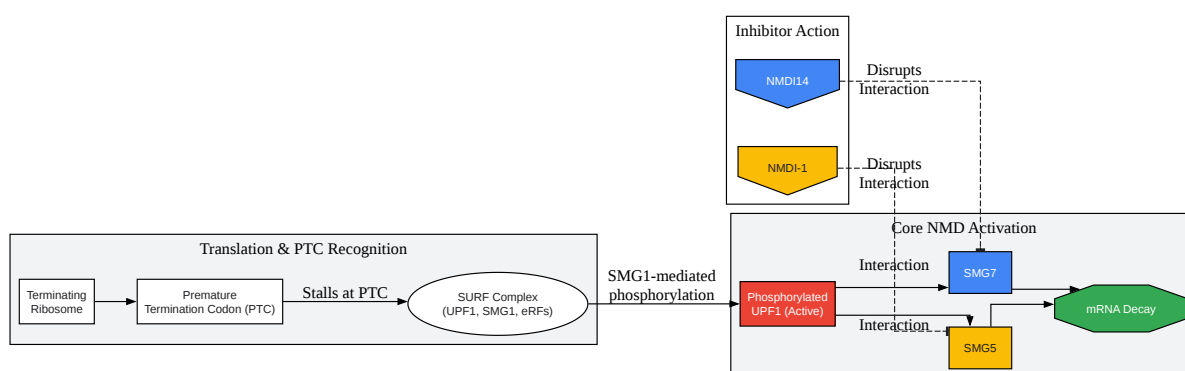 Inhibitor Action
NMDI14
Disrupts
Interaction
NMDI-1
Disrupts
Interaction
Translation & PTC Recognition
Terminating
Ribosome
Premature
Termination Codon (PTC)
Stalls at PTC
SURF Complex
(UPF1, SMG1, eRFs)
SMG1-mediated
phosphorylation
Core NMD Activation
Phosphorylated
UPF1 (Active)
Interaction
SMG7
Interaction
SMG5
mRNA Decay